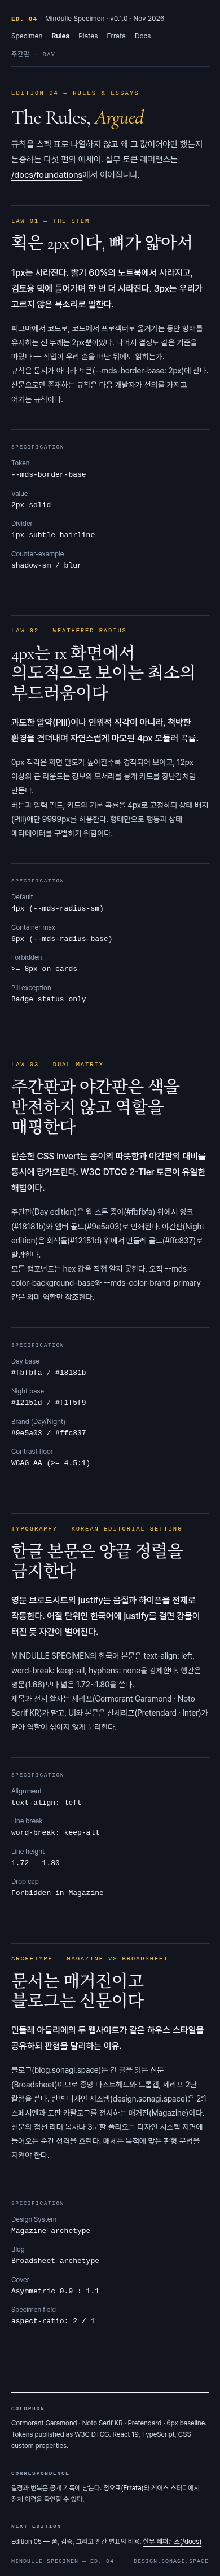 ED. 04 Mindulle Specimen · v0.1.0 · Nov 2026
Specimen Rules Plates Errata Docs
주간판 · DAY
EDITION 04 — RULES & ESSAYS
The Rules, Argued
규칙을 스펙 표로 나열하지 않고 왜 그 값이어야만 했는지
논증하는 다섯 편의 에세이. 실무 토큰 레퍼런스는
/docs/foundations에서 이어집니다.
LAW 01 — THE STEM
획은 2px이다, 뼈가 얇아서
1px는 사라진다. 밝기 60%의 노트북에서 사라지고,
검토용 덱에 들어가며 한 번 더 사라진다. 3px는 우리가
고르지 않은 목소리로 말한다.
피그마에서 코드로, 코드에서 프로젝터로 옮겨가는 동안 형태를
유지하는 선 두께는 2px뿐이었다. 나머지 결정도 같은 기준을
따랐다 — 작업이 우리 손을 떠난 뒤에도 읽히는가.
규칙은 문서가 아니라 토큰(--mds-border-base: 2px)에 산다.
산문으로만 존재하는 규칙은 다음 개발자가 선의를 가지고
어기는 규칙이다.
SPECIFICATION
Token
--mds-border-base
Value
2px solid
Divider
1px subtle hairline
Counter-example
shadow-sm / blur
LAW 02 — WEATHERED RADIUS
4px는 1x 화면에서
의도적으로 보이는 최소의
부드러움이다
과도한 알약(Pill)이나 인위적 직각이 아니라, 척박한
환경을 견뎌내며 자연스럽게 마모된 4px 모듈러 곡률.
0px 직각은 화면 밀도가 높아질수록 경직되어 보이고, 12px
이상의 큰 라운드는 정보의 모서리를 뭉개 카드를 장난감처럼
만든다.
버튼과 입력 필드, 카드의 기본 곡률을 4px로 고정하되 상태 배지
(Pill)에만 9999px를 허용한다. 형태만으로 행동과 상태
메타데이터를 구별하기 위함이다.
SPECIFICATION
Default
4px (--mds-radius-sm)
Container max
6px (--mds-radius-base)
Forbidden
>= 8px on cards
Pill exception
Badge status only
LAW 03 — DUAL MATRIX
주간판과 야간판은 색을
반전하지 않고 역할을
매핑한다
단순한 CSS invert는 종이의 따뜻함과 야간판의 대비를
동시에 망가뜨린다. W3C DTCG 2-Tier 토큰이 유일한
해법이다.
주간판(Day edition)은 웜 스톤 종이(#fbfbfa) 위에서 잉크
(#18181b)와 앰버 골드(#9e5a03)로 인쇄된다. 야간판(Night
edition)은 회색돌(#12151d) 위에서 민들레 골드(#ffc837)로
발광한다.
모든 컴포넌트는 hex 값을 직접 알지 못한다. 오직 --mds-
color-background-base와 --mds-color-brand-primary
같은 의미 역할만 참조한다.
SPECIFICATION
Day base
#fbfbfa / #18181b
Night base
#12151d / #f1f5f9
Brand (Day/Night)
#9e5a03 / #ffc837
Contrast floor
WCAG AA (>= 4.5:1)
TYPOGRAPHY — KOREAN EDITORIAL SETTING
한글 본문은 양끝 정렬을
금지한다
영문 브로드시트의 justify는 음절과 하이픈을 전제로
작동한다. 어절 단위인 한국어에 justify를 걸면 강물이
터진 듯 자간이 벌어진다.
MINDULLE SPECIMEN의 한국어 본문은 text-align: left,
word-break: keep-all, hyphens: none을 강제한다. 행간은
영문(1.66)보다 넓은 1.72~1.80을 쓴다.
제목과 전시 활자는 세리프(Cormorant Garamond · Noto
Serif KR)가 맡고, UI와 본문은 산세리프(Pretendard · Inter)가
맡아 역할이 섞이지 않게 분리한다.
SPECIFICATION
Alignment
text-align: left
Line break
word-break: keep-all
Line height
1.72 – 1.80
Drop cap
Forbidden in Magazine
ARCHETYPE — MAGAZINE VS BROADSHEET
문서는 매거진이고
블로그는 신문이다
민들레 아틀리에의 두 웹사이트가 같은 하우스 스타일을
공유하되 판형을 달리하는 이유.
블로그(blog.sonagi.space)는 긴 글을 읽는 신문
(Broadsheet)이므로 중앙 마스트헤드와 드롭캡, 세리프 2단
칼럼을 쓴다. 반면 디자인 시스템(design.sonagi.space)은 2:1
스페시멘과 도판 카탈로그를 전시하는 매거진(Magazine)이다.
신문의 점선 리더 목차나 3분할 폴리오는 디자인 시스템 지면에
들어오는 순간 성격을 흐린다. 매체는 목적에 맞는 판형 문법을
지켜야 한다.
SPECIFICATION
Design System
Magazine archetype
Blog
Broadsheet archetype
Cover
Asymmetric 0.9 : 1.1
Specimen field
aspect-ratio: 2 / 1
COLOPHON
Cormorant Garamond · Noto Serif KR · Pretendard · 6px baseline.
Tokens published as W3C DTCG. React 19, TypeScript, CSS
custom properties.
CORRESPONDENCE
결정과 번복은 공개 기록에 남는다. 정오표(Errata)와 케이스 스터디에서
전체 이력을 확인할 수 있다.
NEXT EDITION
Edition 05 — 폼, 검증, 그리고 빨간 별표의 비용. 실무 레퍼런스(/docs)
MINDULLE SPECIMEN — ED. 04 DESIGN.SONAGI.SPACE